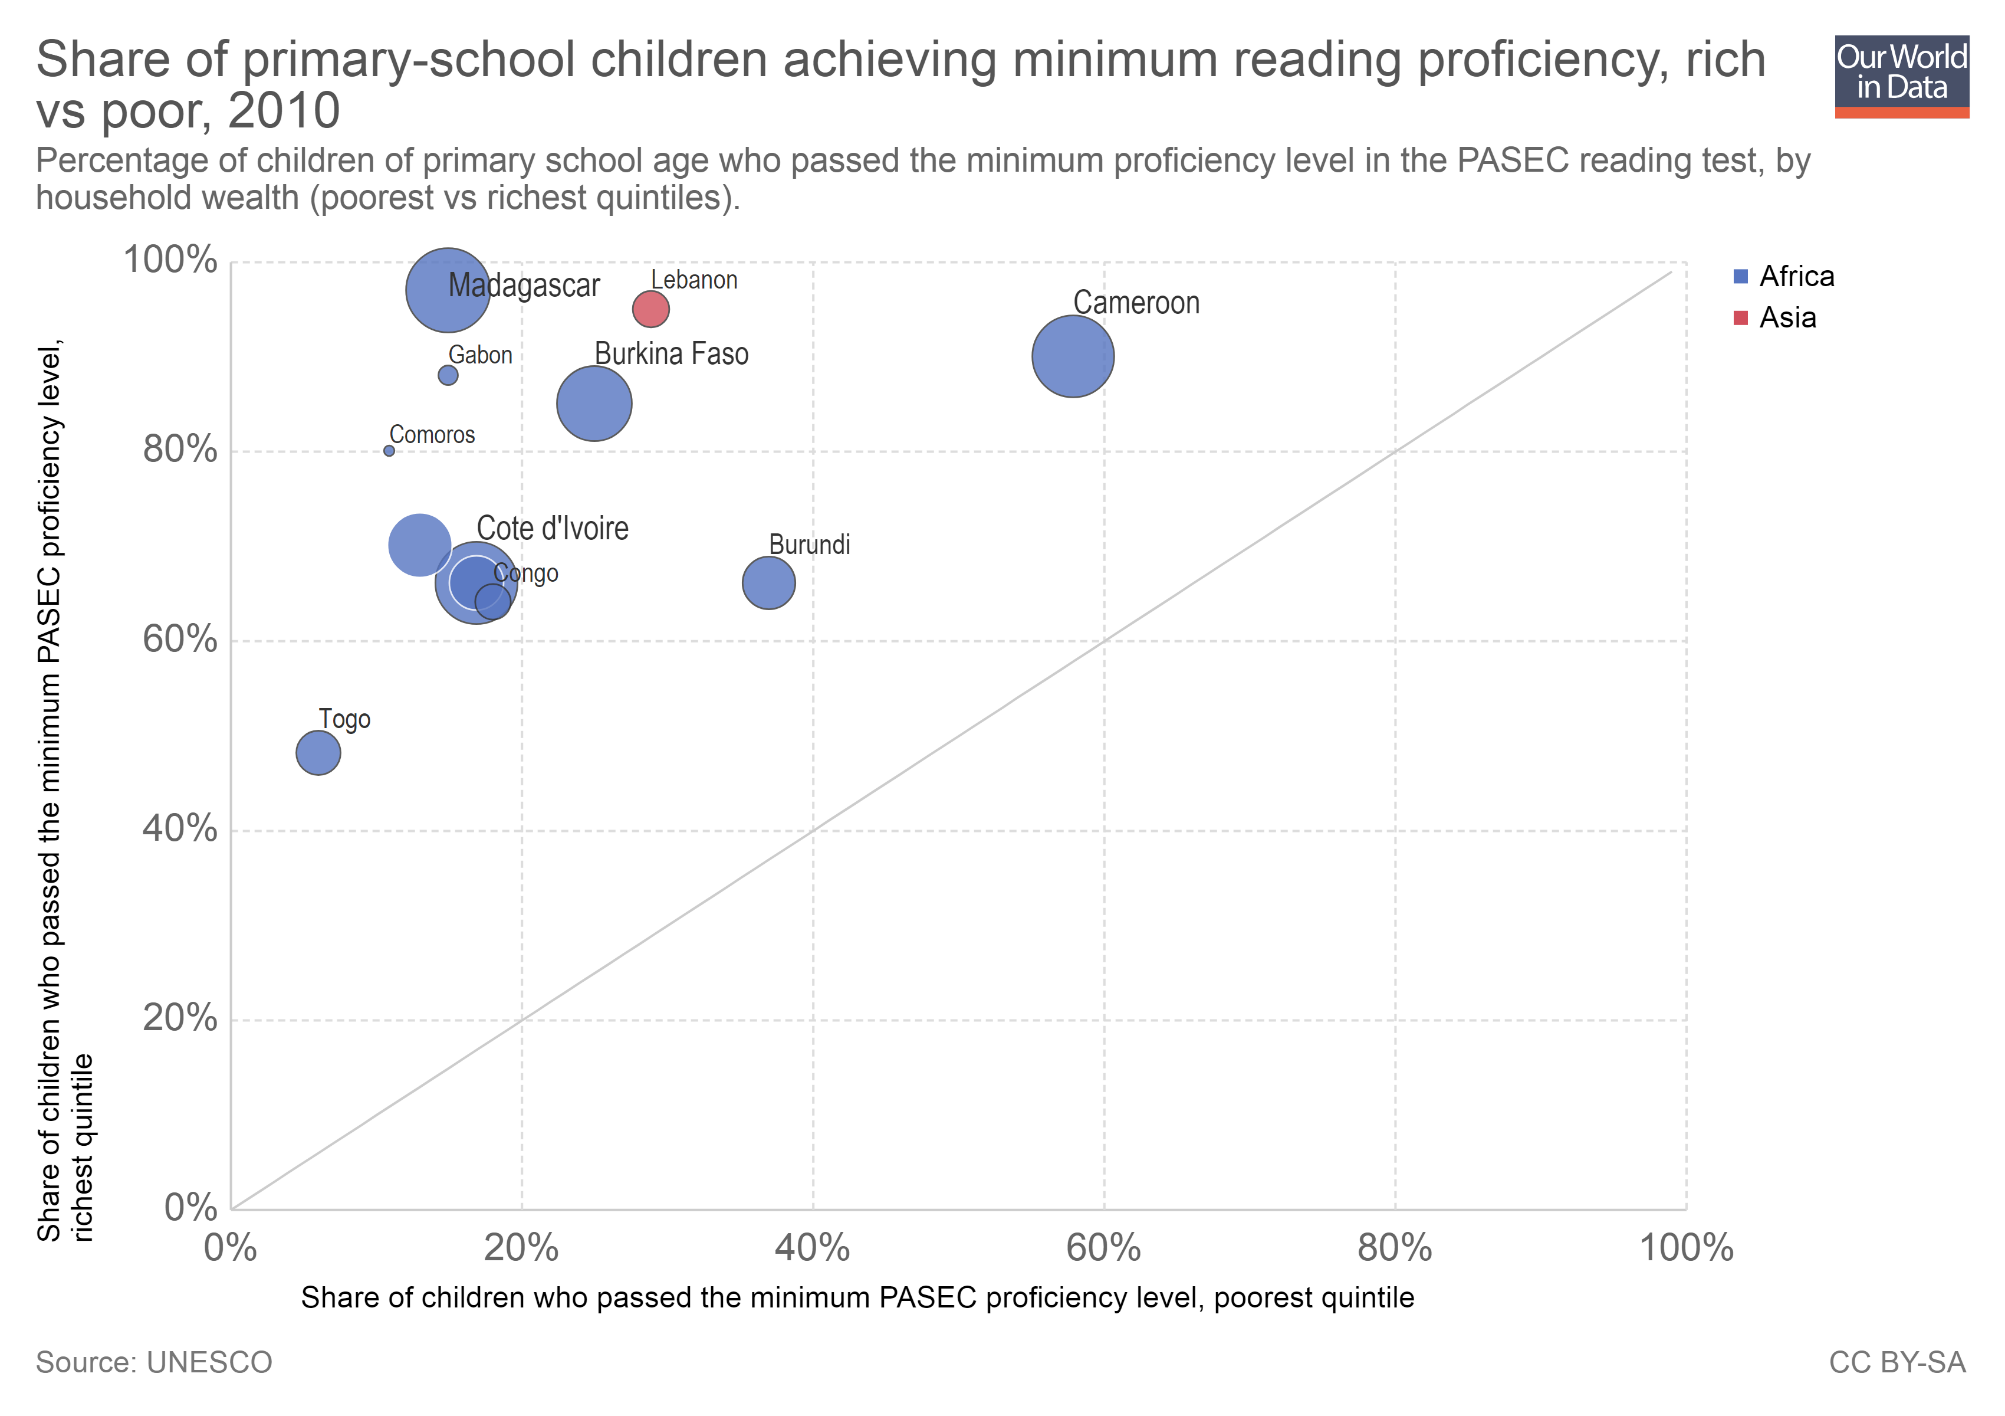 Share of primary-school children achieving minimum reading proficiency, rich
vs poor, 2010
Our World
in Data
Percentage of children of primary school age who passed the minimum proficiency level in the PASEC reading test, by
household wealth (poorest vs richest quintiles).
100%
Madagascar
Lebanon
Cameroon
Africa
Asia
Gabon
Burkina Faso
80%
Comoros
Cote d'Ivoire
Congo
Burundi
60%
Togo
40%
20%
0%
Share of children who passed the minimum PASEC proficiency level,
richest quintile
0%
20%
40%
60%
80%
100%
Share of children who passed the minimum PASEC proficiency level, poorest quintile
Source: UNESCO
CC BY-SA